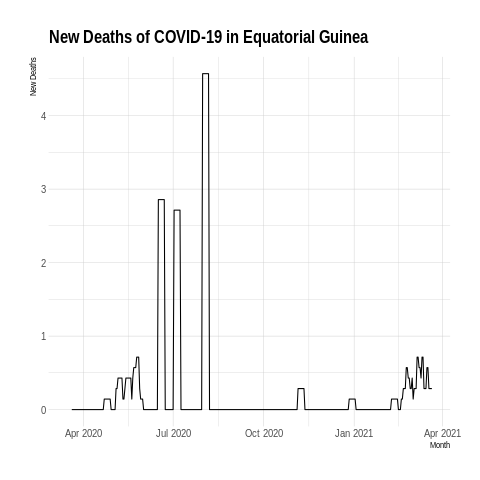 New Deaths of COVID-19 in Equatorial Guinea
New Deaths
4
3
2
1
0
Apr 2020 Jul 2020 Oct 2020 Jan 2021 Apr 2021
Month